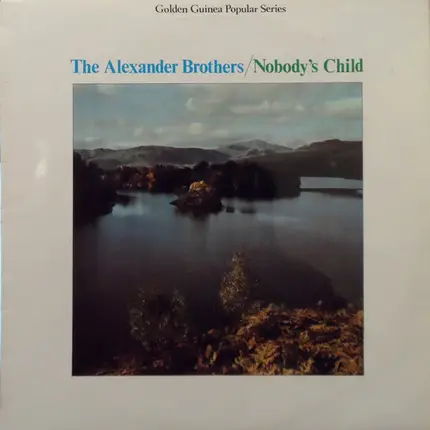 Golden Guinea Popular Series
The Alexander Brothers/Nobody's Child